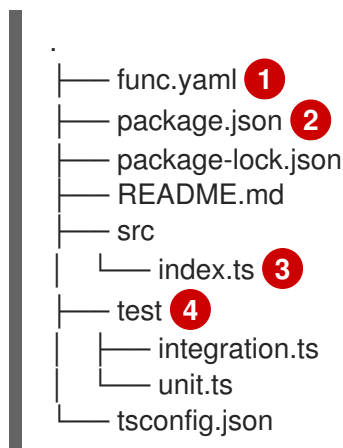 .
├── func.yaml 1
├── package.json 2
├── package-lock.json
├── README.md
├── src
│   └── index.ts 3
├── test 4
│   ├── integration.ts
│   └── unit.ts
└── tsconfig.json